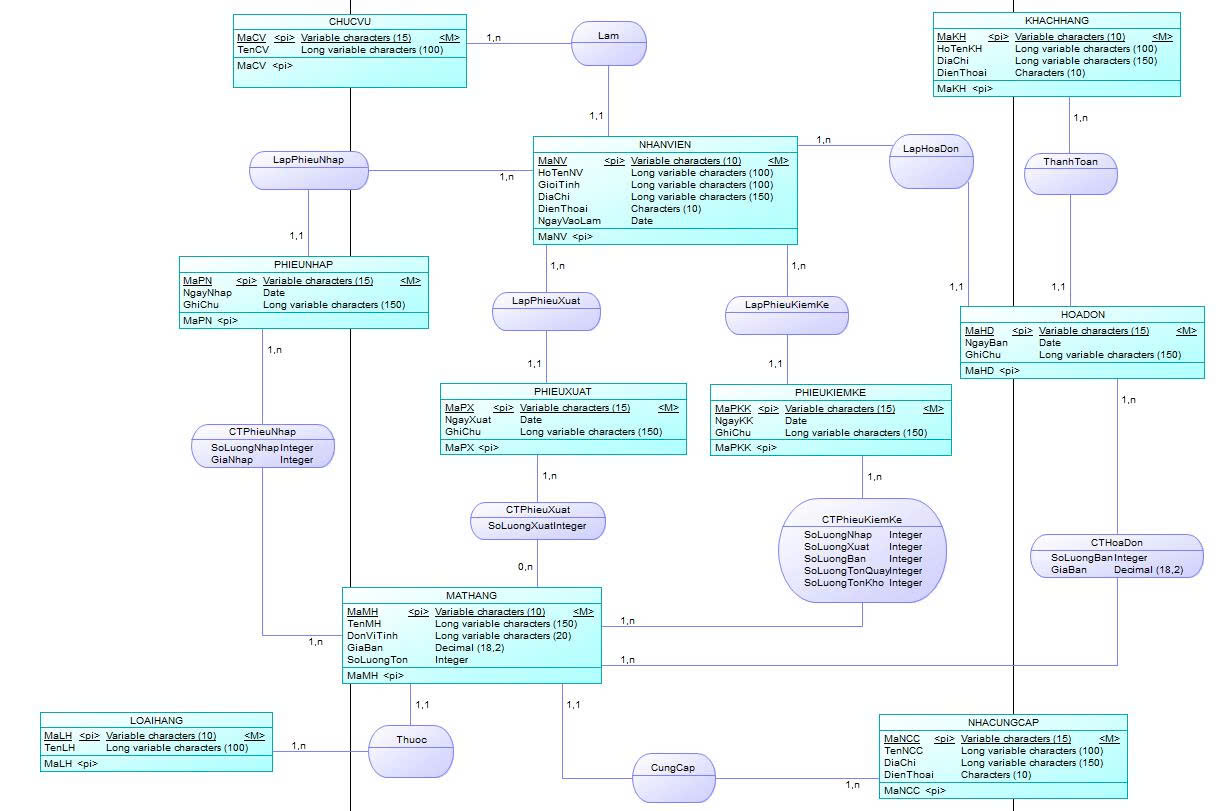 CHUCVU
MaCV <pi> Variable characters (15) <M>
TenCV Long variable characters (100)
MaCV <pi>
1,n
Lam
1,1
KHACHHANG
MaKH <pi> Variable characters (10) <M>
HoTenKH Long variable characters (100)
DiaChi Long variable characters (150)
DienThoai Characters (10)
MaKH <pi>
1,n
LapPhieuNhap
1,n
1,1
NHANVIEN
MaNV <pi> Variable characters (10) <M>
HoTenNV Long variable characters (100)
GioiTinh Long variable characters (100)
DiaChi Long variable characters (150)
DienThoai Characters (10)
NgayVaoLam Date
MaNV <pi>
1,n
LapHoaDon
1,1
ThanhToan
1,1
PHIEUNHAP
MaPN <pi> Variable characters (15) <M>
NgayNhap Date
GhiChu Long variable characters (150)
MaPN <pi>
1,n
1,n
LapPhieuXuat
1,1
1,n
LapPhieuKiemKe
1,1
HOADON
MaHD <pi> Variable characters (15) <M>
NgayBan Date
GhiChu Long variable characters (150)
MaHD <pi>
1,n
PHIEUXUAT
MaPX <pi> Variable characters (15) <M>
NgayXuat Date
GhiChu Long variable characters (150)
MaPX <pi>
1,n
PHIEUKIEMKE
MaPKK <pi> Variable characters (15) <M>
NgayKK Date
GhiChu Long variable characters (150)
MaPKK <pi>
1,n
CTPhieuNhap
SoLuongNhap Integer
GiaNhap Integer
1,n
CTPhieuXuat
SoLuongXuat Integer
0,n
CTPhieuKiemKe
SoLuongNhap Integer
SoLuongXuat Integer
SoLuongBan Integer
SoLuongTonQuay Integer
SoLuongTonKho Integer
1,n
CTHoaDon
SoLuongBan Integer
GiaBan Decimal (18,2)
1,n
MATHANG
MaMH <pi> Variable characters (10) <M>
TenMH Long variable characters (150)
DonViTinh Long variable characters (20)
GiaBan Decimal (18,2)
SoLuongTon Integer
MaMH <pi>
1,1
1,1
LOAIHANG
MaLH <pi> Variable characters (10) <M>
TenLH Long variable characters (100)
MaLH <pi>
1,n
Thuoc
CungCap
1,n
NHACUNGCAP
MaNCC <pi> Variable characters (15) <M>
TenNCC Long variable characters (100)
DiaChi Long variable characters (150)
DienThoai Characters (10)
MaNCC <pi>